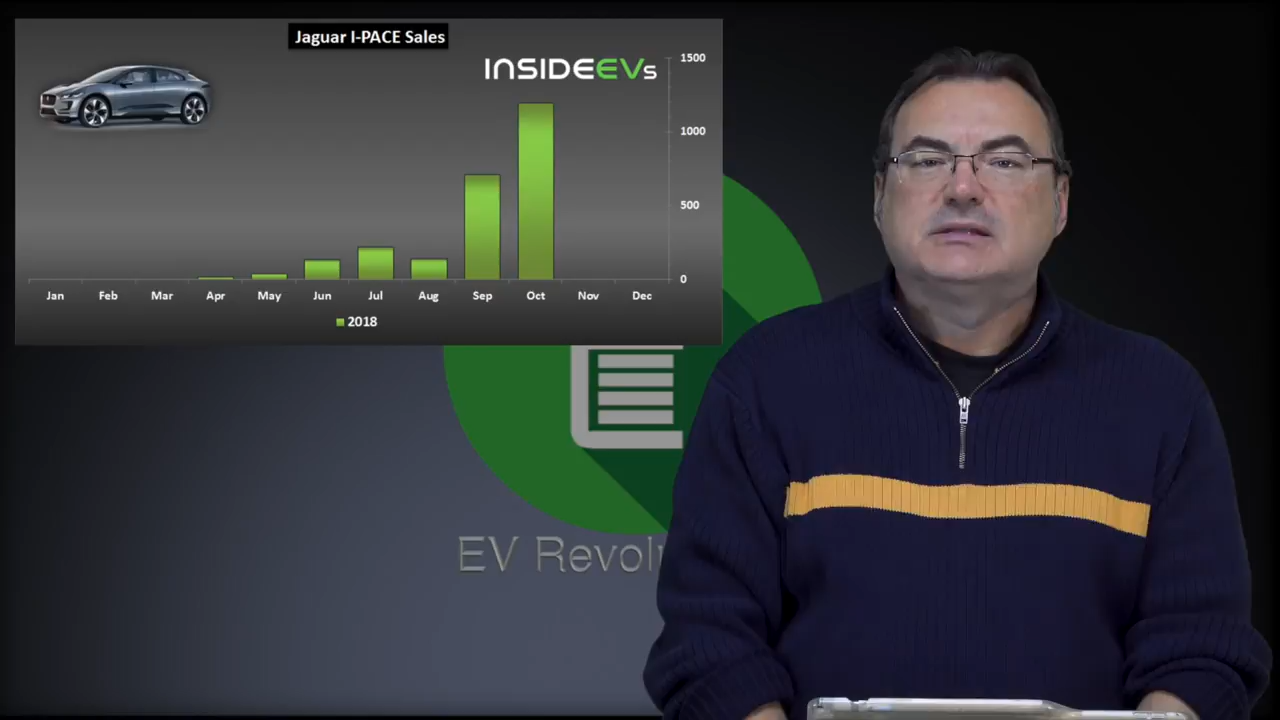 Jaguar I-PACE Sales
INSIDEEVs
1500
1000
500
0
Jan Feb Mar Apr May Jun Jul Aug Sep Oct Nov Dec
2018
EV Revol